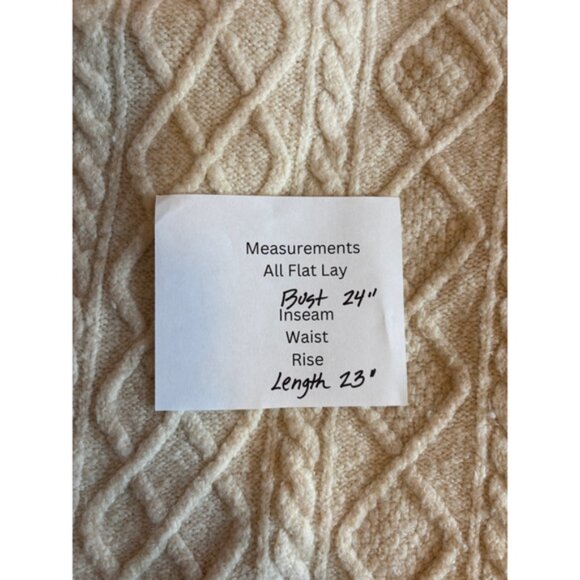 Measurements
All Flat Lay
Bust 24"
Inseam
Waist
Rise
Length 23"